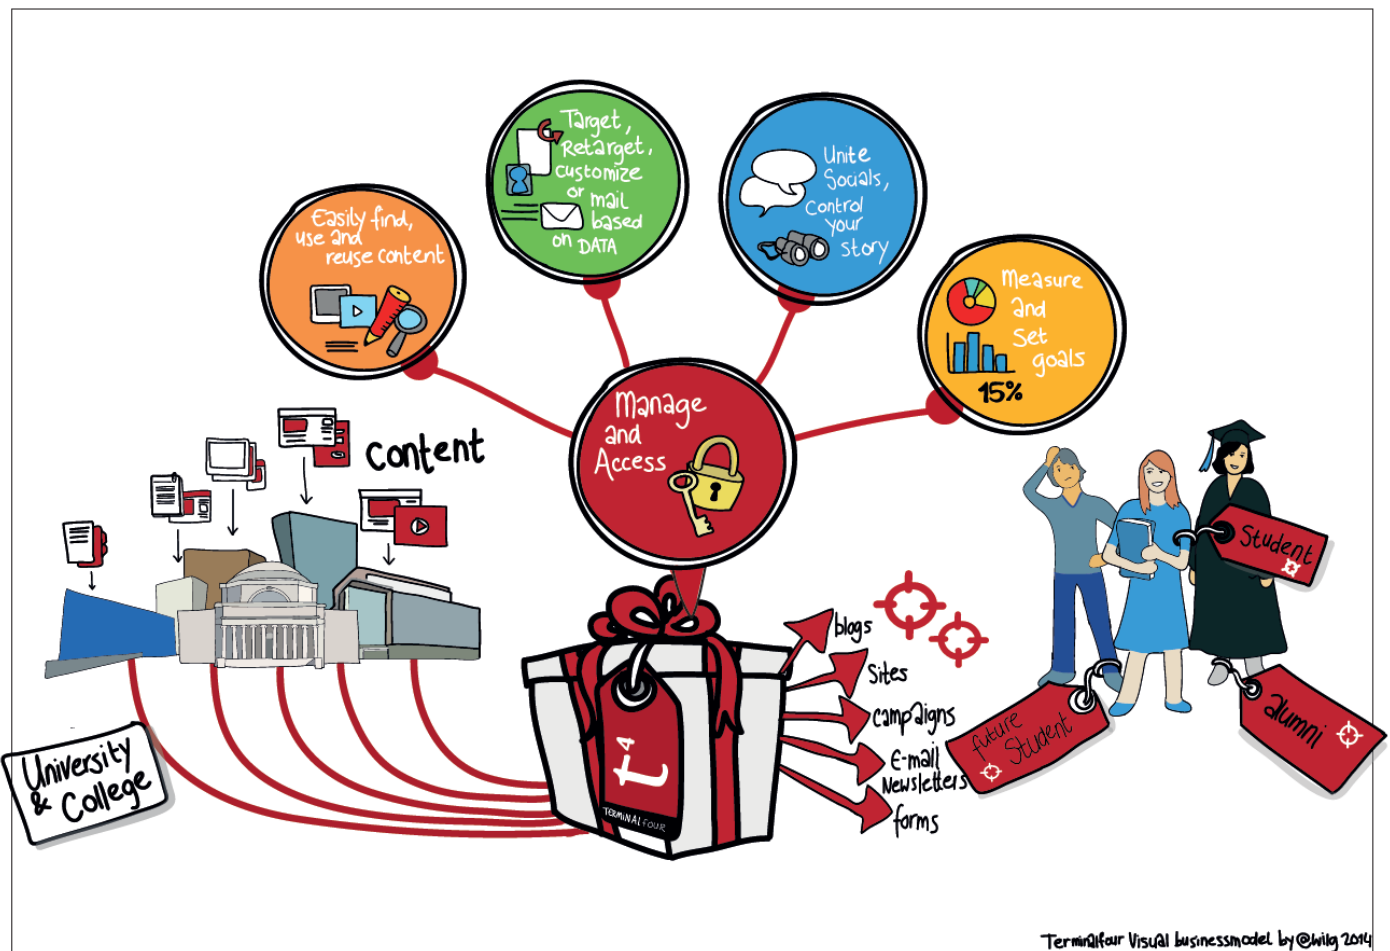 Easily find,
use and
reuse content
Target,
Retarget,
customize
or mail
based
on DATA
Unite
Socials,
Control
your
story
Measure
and
Set
goals
15%
Manage
and
Access
content
University
& College
t4
TERMINALFOUR
blogs
Sites
campaigns
E-mail
Newsletters
forms
Student
future
Student
alumni
Terminalfour Visual businessmodel by @wilg 2014